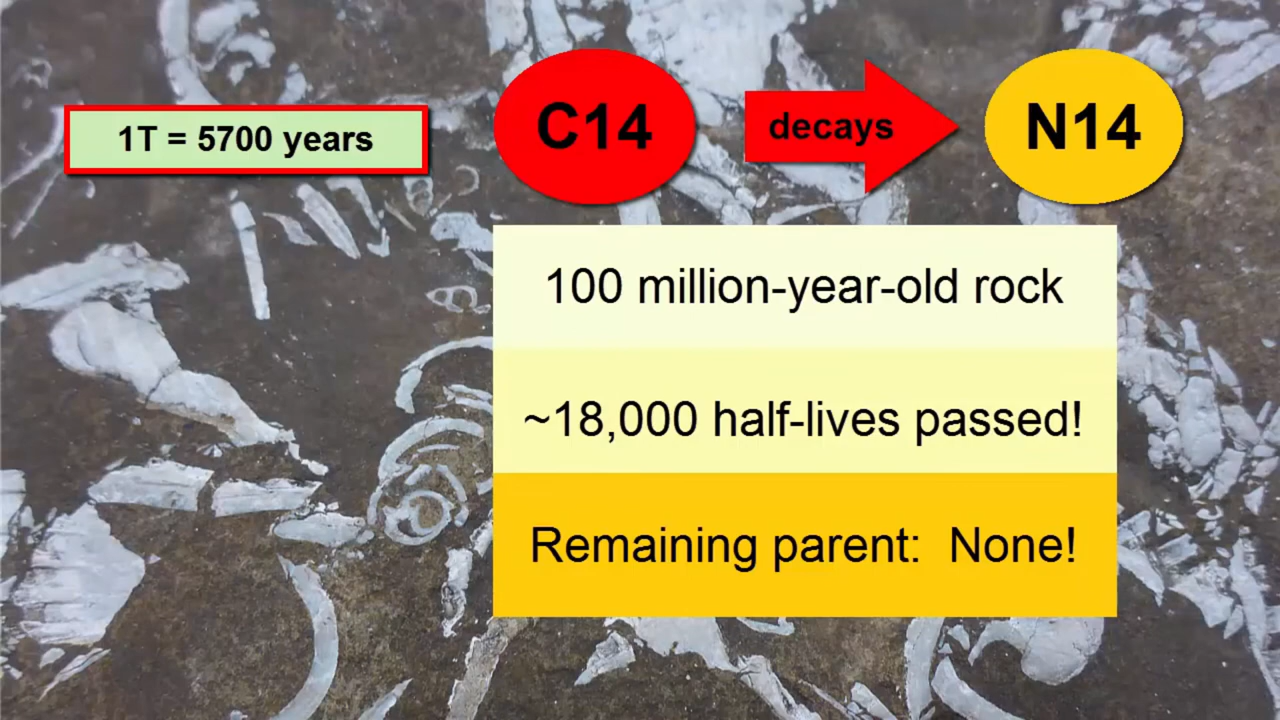 1T = 5700 years
C14
decays
N14
100 million-year-old rock
~18,000 half-lives passed!
Remaining parent:  None!